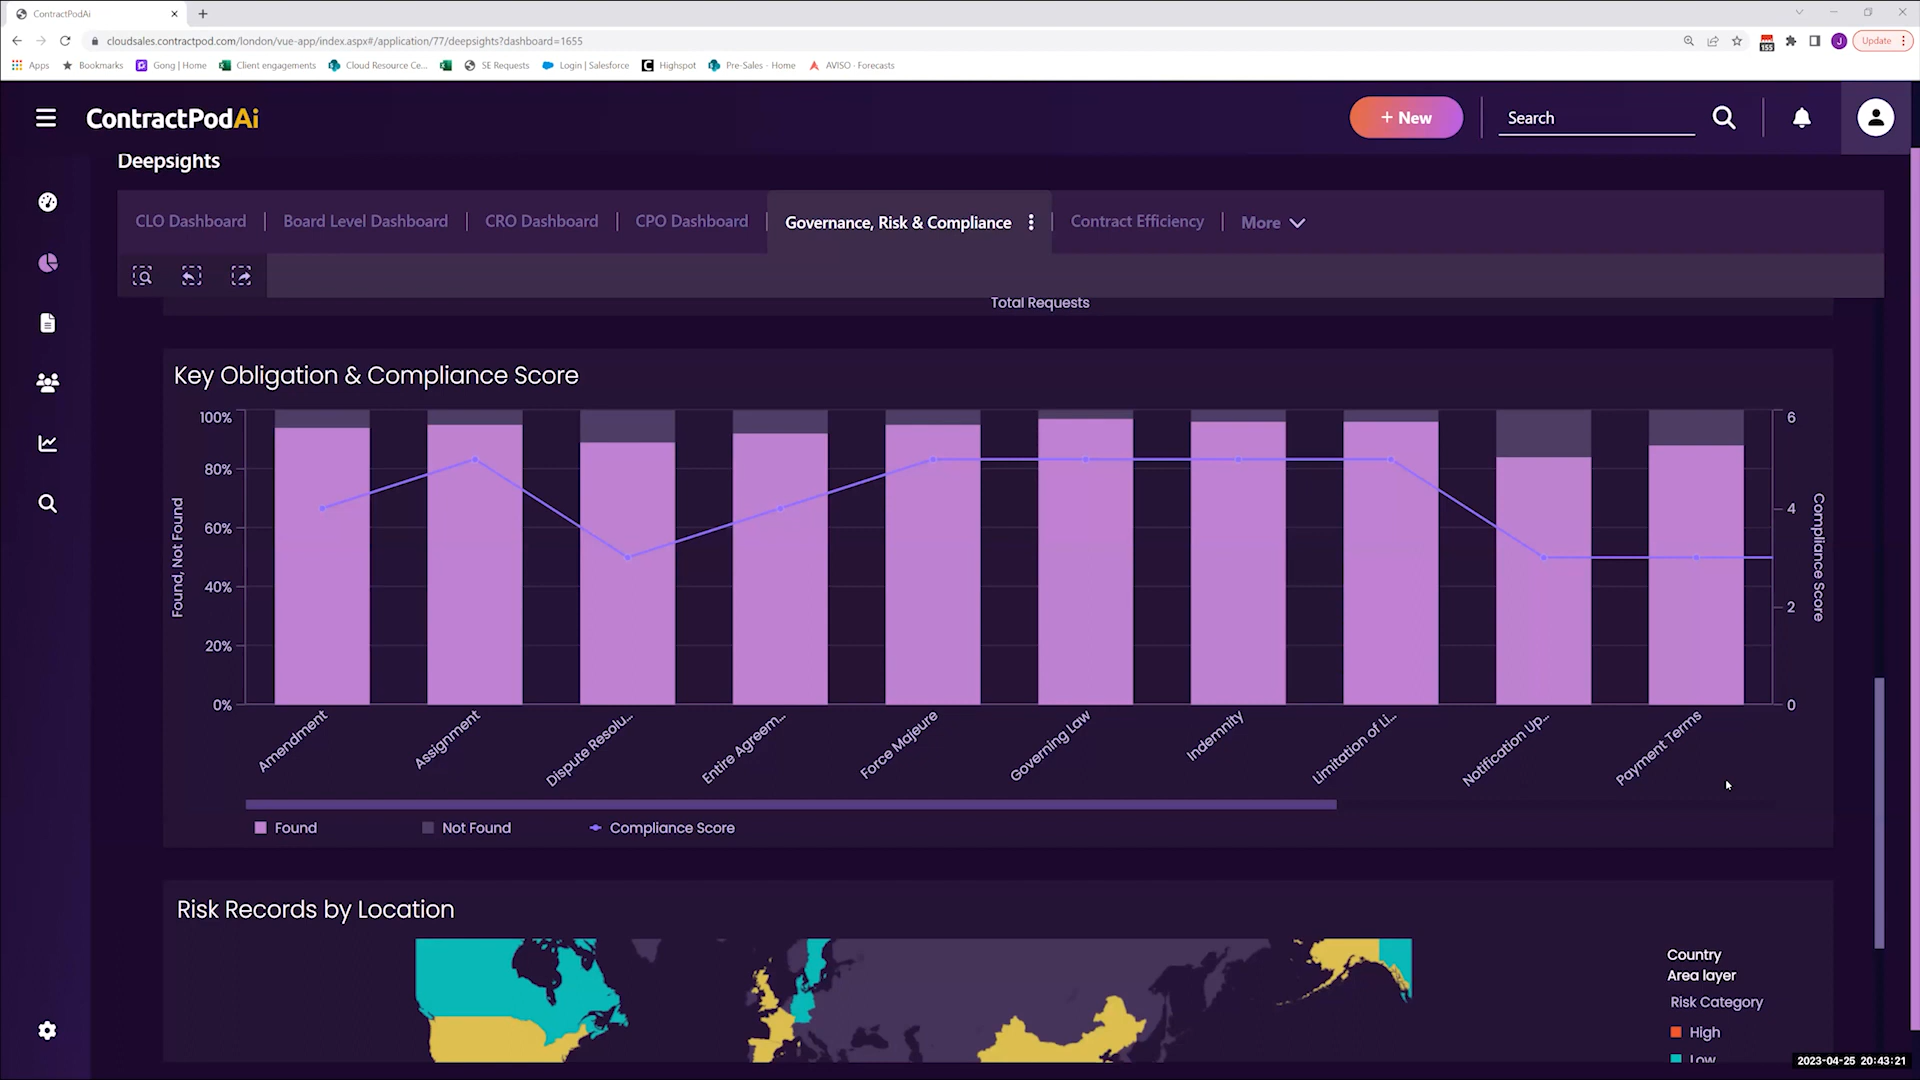 ContractPodAi
cloudsales.contractpod.com/london/vue-app/index.aspx#/application/77/deepsights?dashboard=1655
155
J
Update
Apps
Bookmarks
Gong | Home
Client engagements
Cloud Resource Ce...
SE Requests
Login | Salesforce
Highspot
Pre-Sales - Home
AVISO - Forecasts
ContractPodAi
+ New
Search
Deepsights
CLO Dashboard
Board Level Dashboard
CRO Dashboard
CPO Dashboard
Governance, Risk & Compliance
Contract Efficiency
More
Total Requests
Key Obligation & Compliance Score
100%
80%
60%
40%
20%
0%
Found, Not Found
6
4
2
0
Compliance Score
Amendment
Assignment
Dispute Resolu...
Entire Agreem...
Force Majeure
Governing Law
Indemnity
Limitation of Li...
Notification Up...
Payment Terms
Found
Not Found
Compliance Score
Risk Records by Location
Country
Area layer
Risk Category
High
Low
2023-04-25 20:43:21